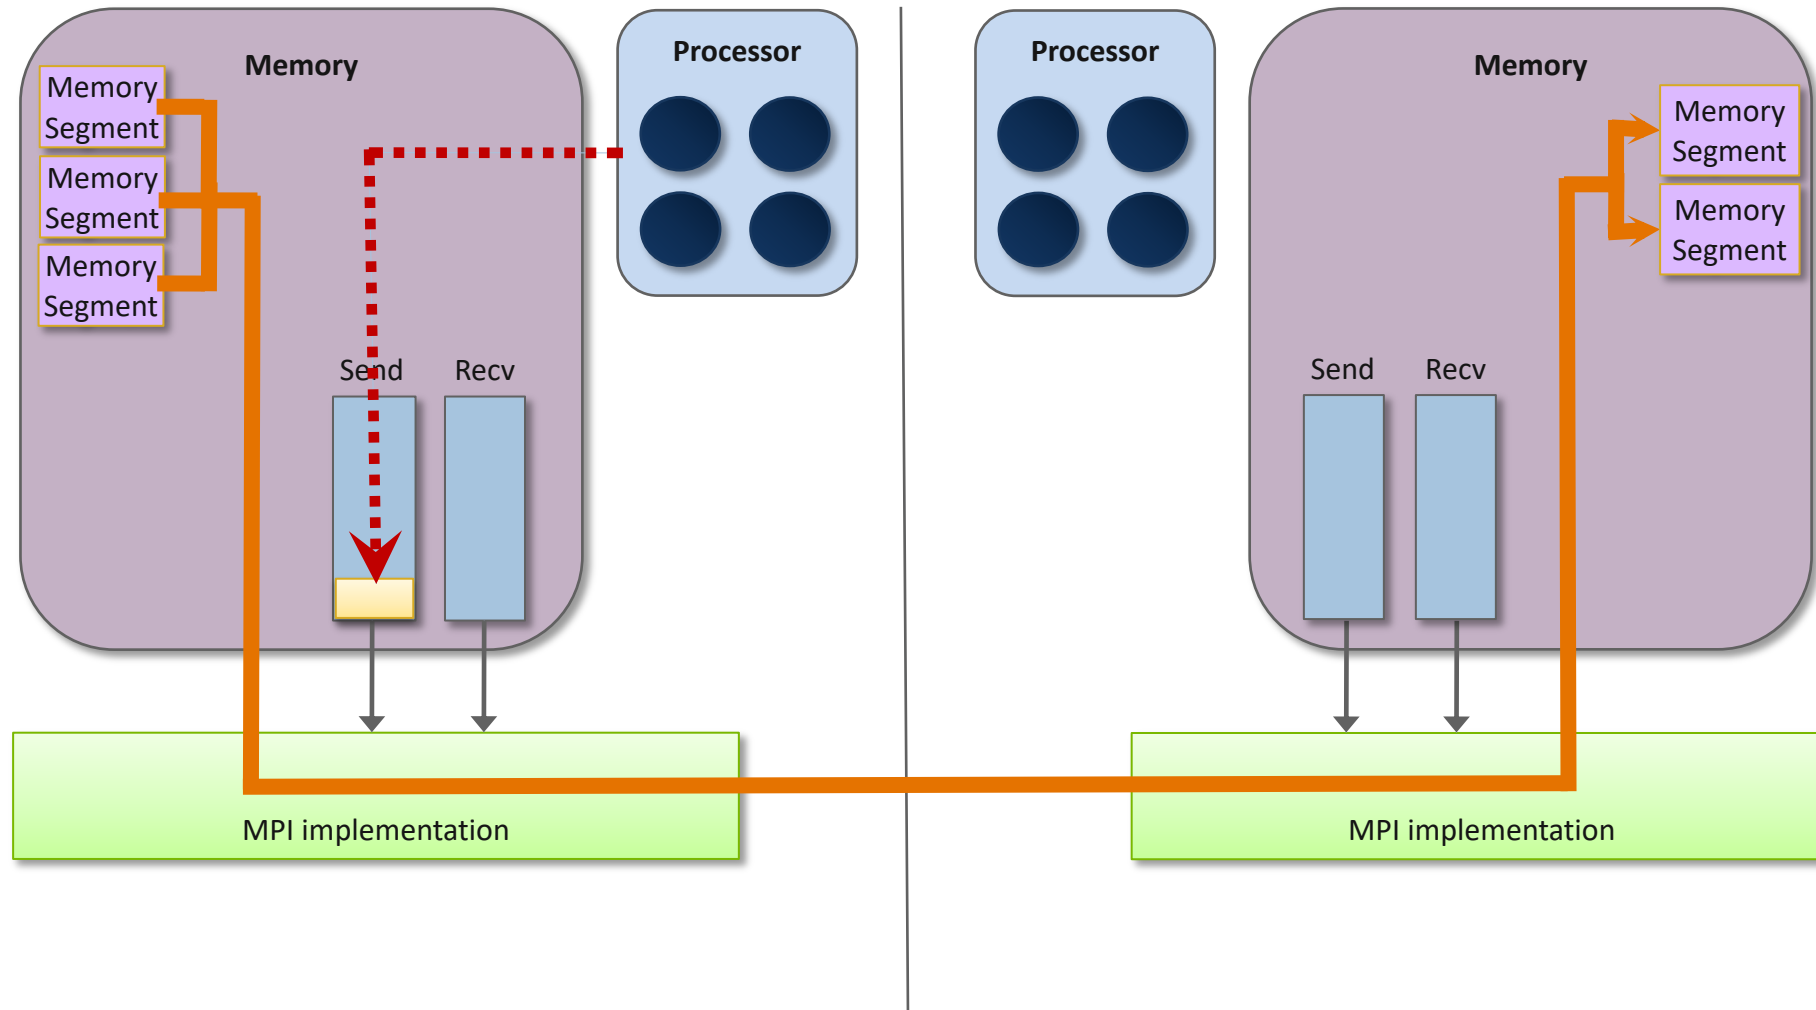 Memory
Memory
Segment
Memory
Segment
Memory
Segment
Send
Recv
Processor
Processor
Memory
Memory
Segment
Memory
Segment
Send
Recv
MPI implementation
MPI implementation